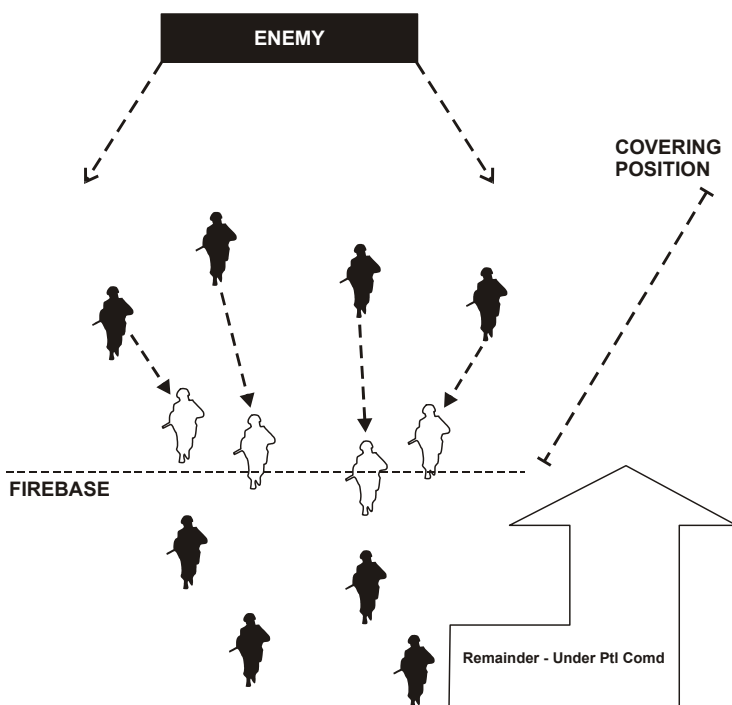 ENEMY
COVERING
POSITION
FIREBASE
Remainder - Under Ptl Comd